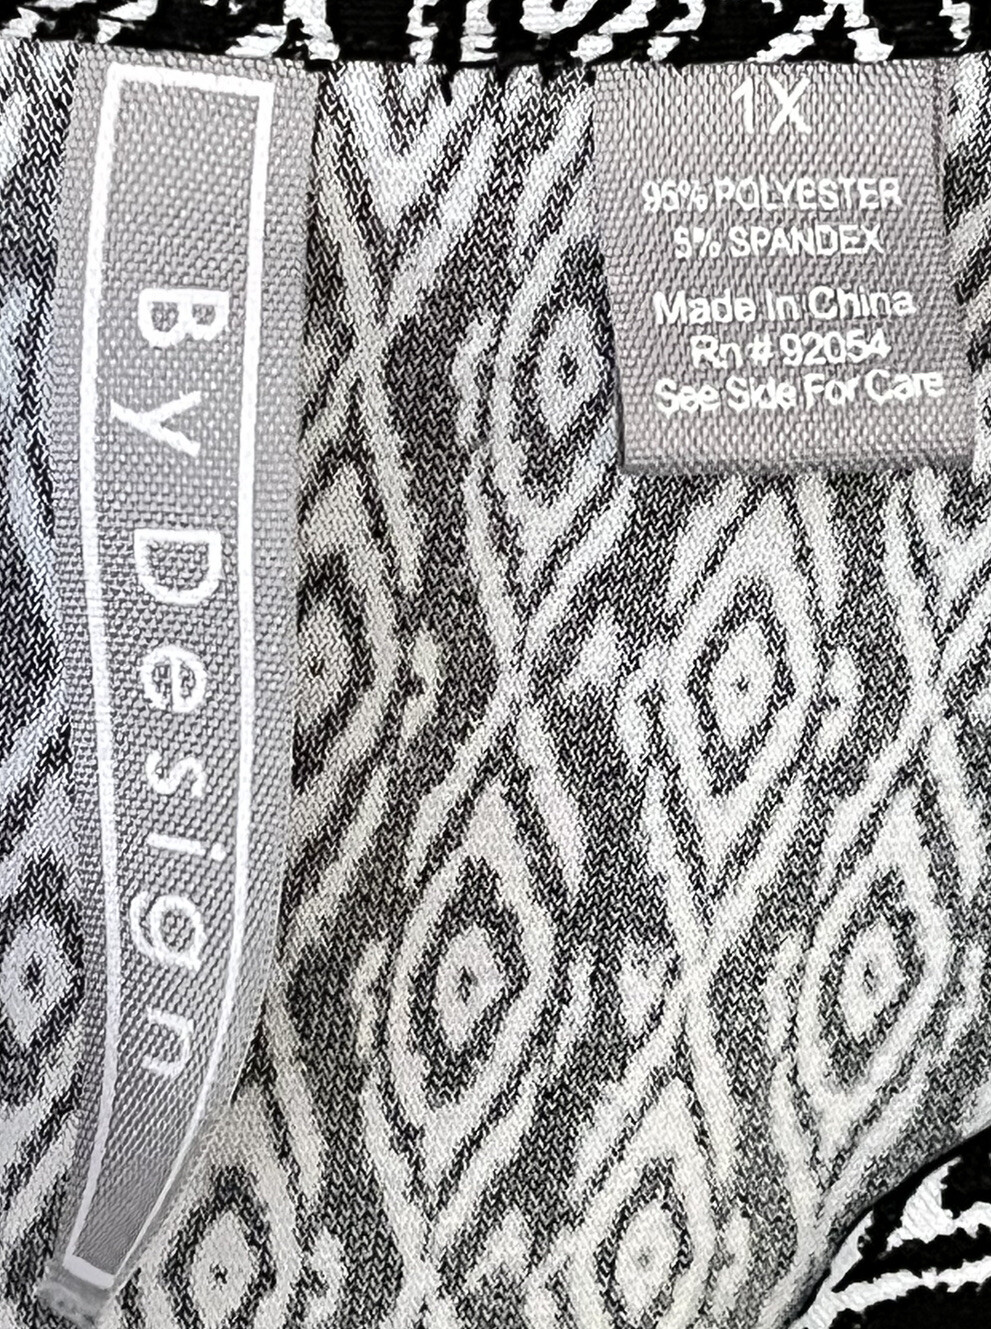 By Design
1X
95% POLYESTER
5% SPANDEX
Made In China
Rn # 92054
See Side For Care